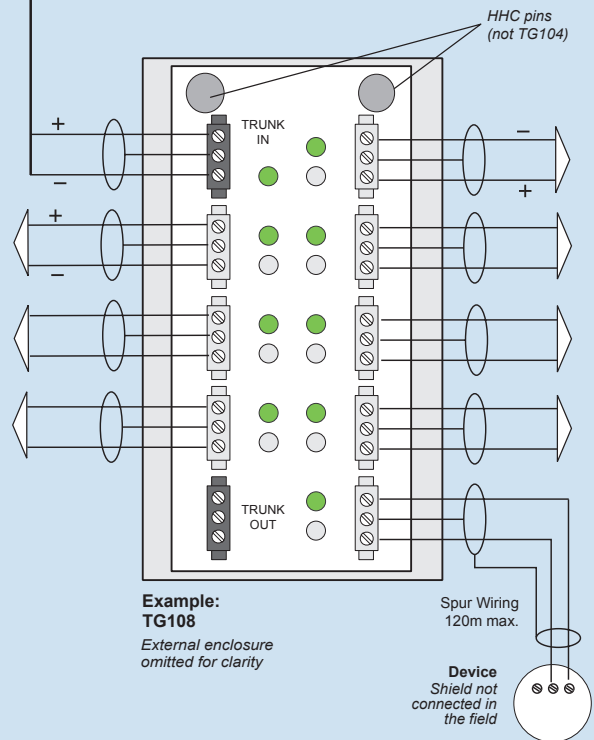 HHC pins
(not TG104)
+
TRUNK
IN
–
–
+
+
–
TRUNK
OUT
Example:
TG108
External enclosure
omitted for clarity
Spur Wiring
120m max.
Device
Shield not
connected in
the field